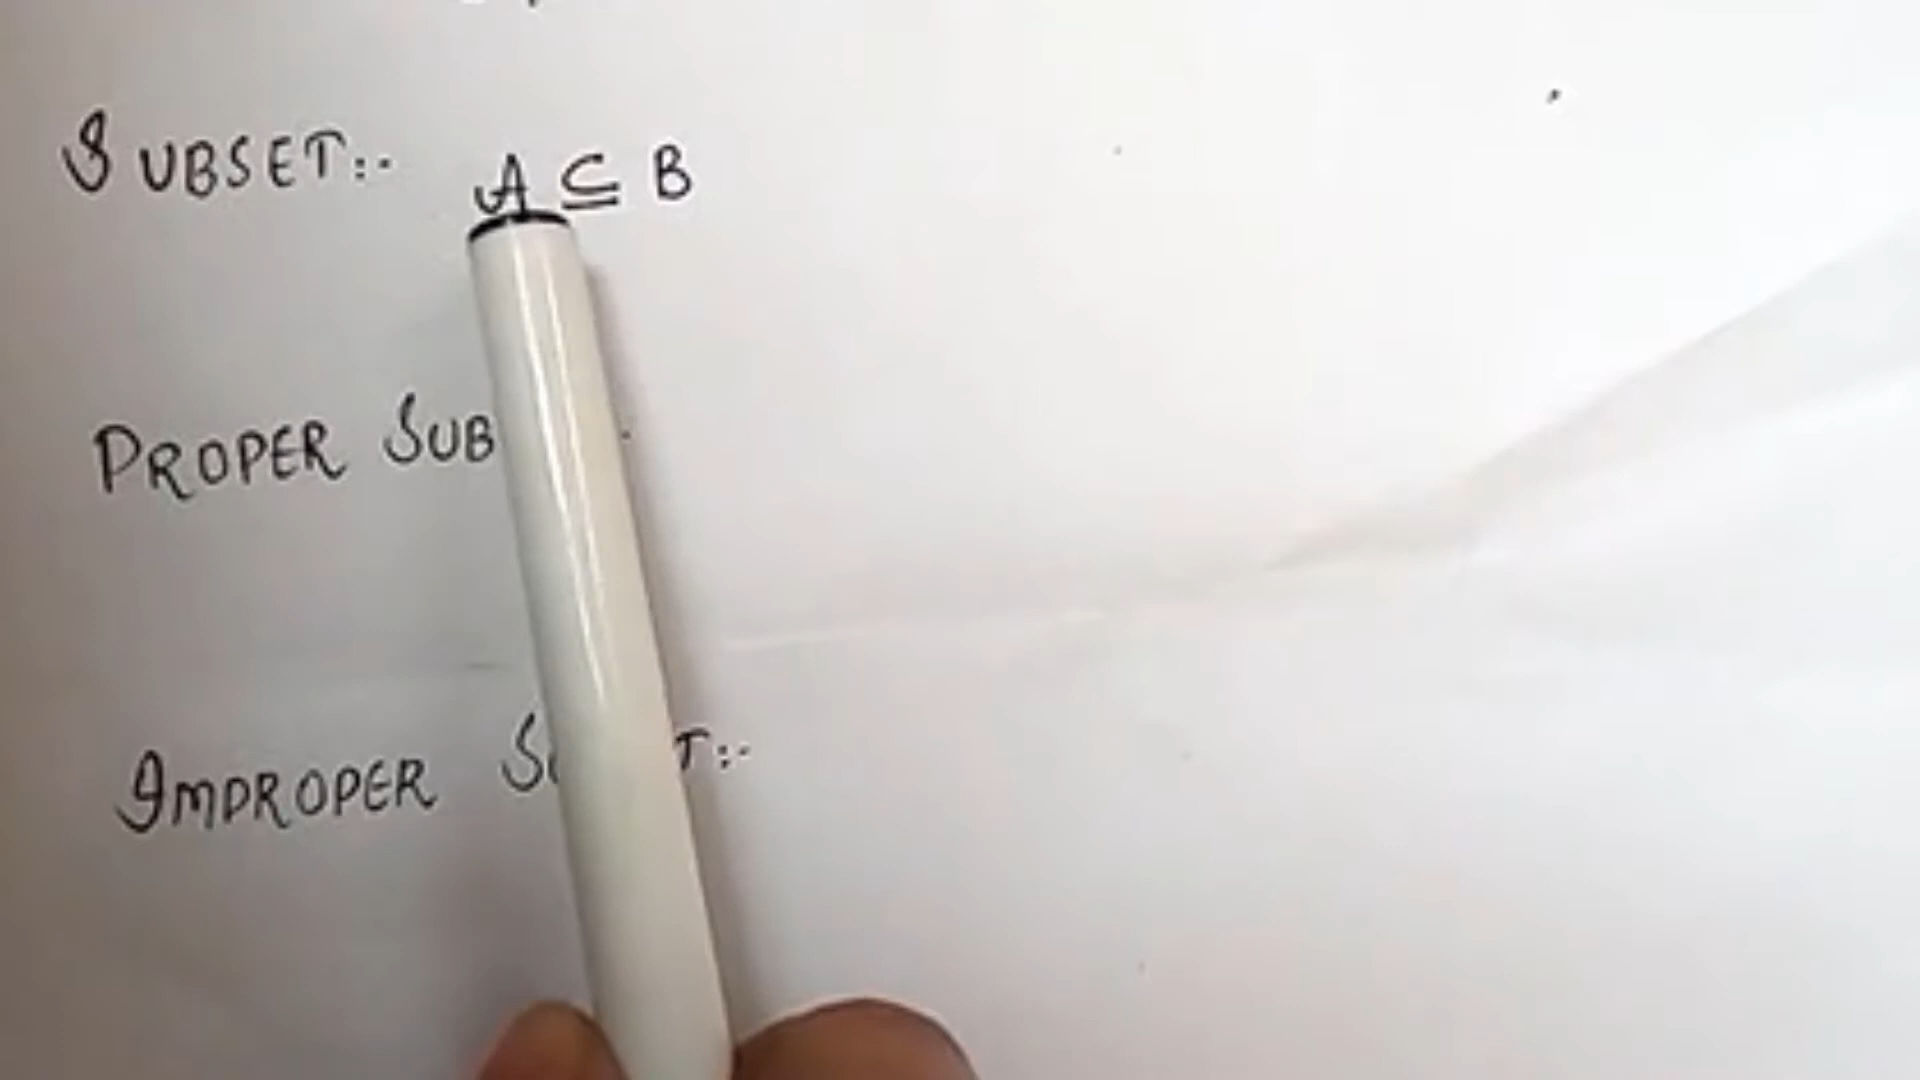 SUBSET:- A ⊆ B
PROPER SUB
IMPROPER S T:-